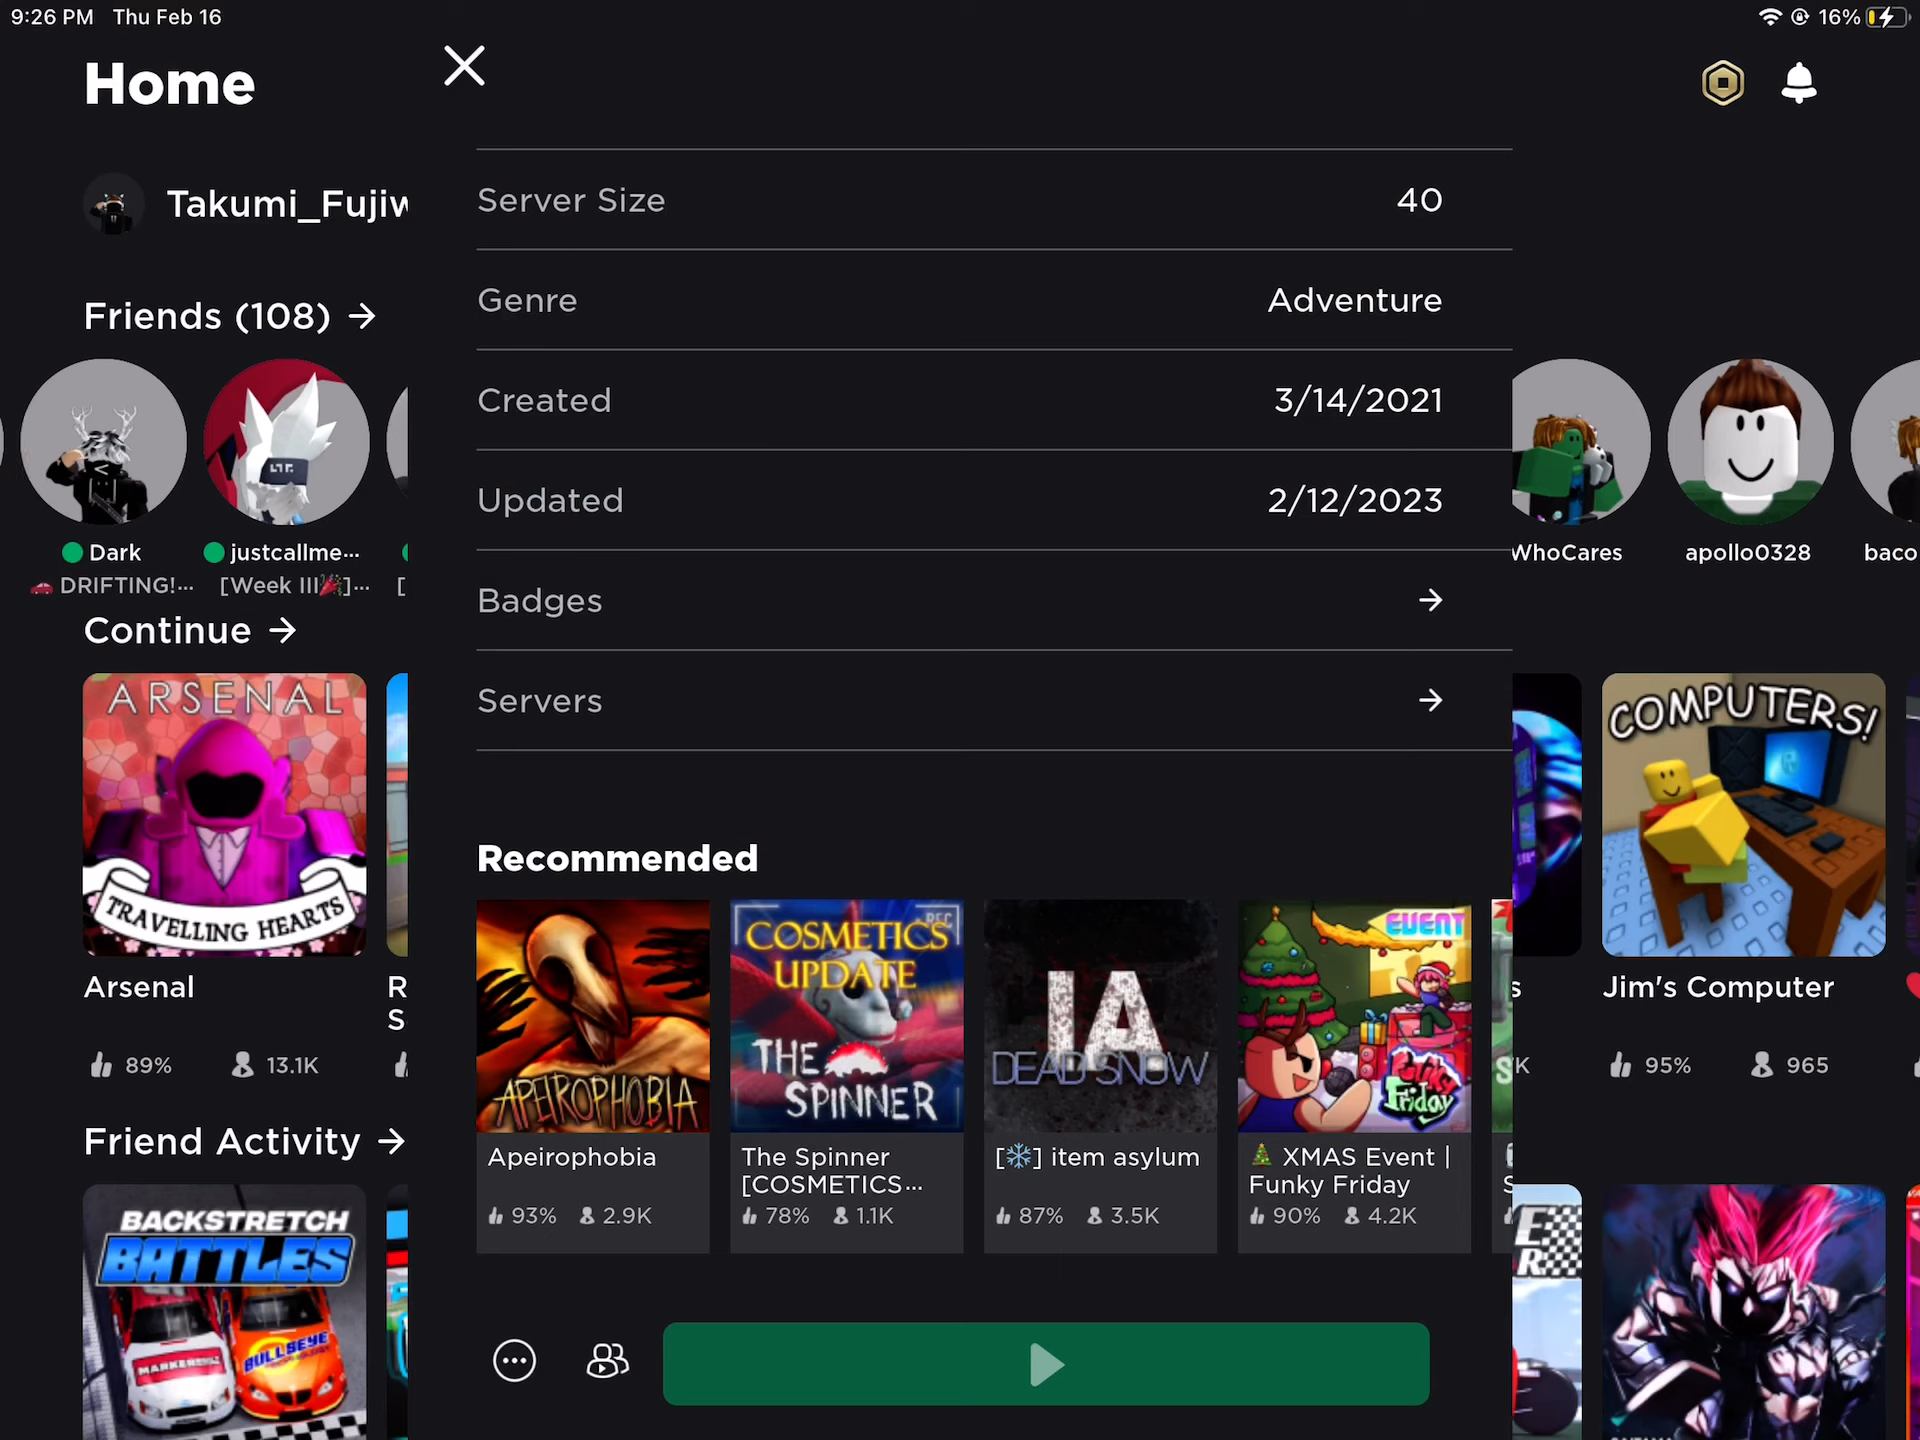 9:26 PM Thu Feb 16
16%
Home
Takumi_Fujiw
Friends (108)
Dark
justcallme...
DRIFTING!...
[Week III🎉]...
[
WhoCares
apollo0328
baco
Continue
ARSENAL
TRAVELLING HEARTS
Arsenal
89% 13.1K
R
S
COMPUTERS!
Jim's Computer
95% 965
s
K
Friend Activity
BACKSTRETCH
BATTLES
BULLSEYE
Server Size 40
Genre Adventure
Created 3/14/2021
Updated 2/12/2023
Badges
Servers
Recommended
APEIROPHOBIA
Apeirophobia
93% 2.9K
REC
COSMETICS
UPDATE
THE
SPINNER
The Spinner
[COSMETICS...
78% 1.1K
IA
DEAD SNOW
[❄️] item asylum
87% 3.5K
EVENT
Funky
Friday
🎄 XMAS Event |
Funky Friday
90% 4.2K
S
E
R